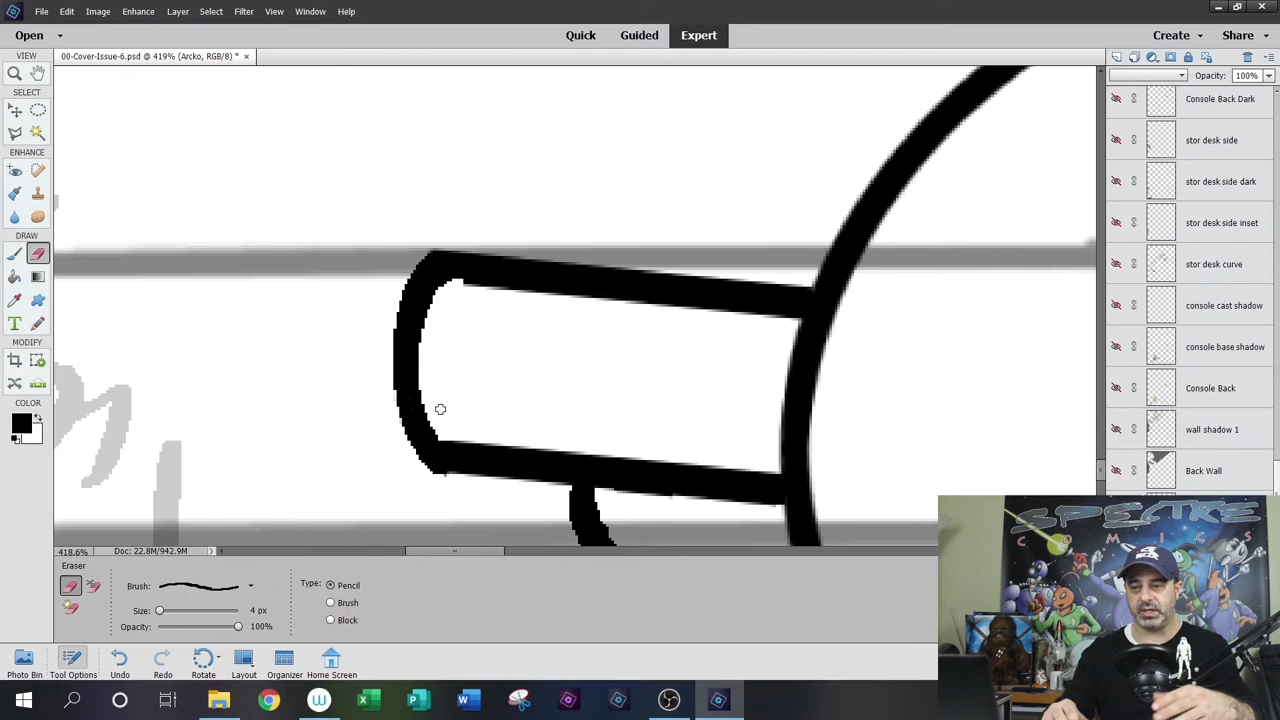 File Edit Image Enhance Layer Select Filter View Window Help
Open Quick Guided Expert Create Share
VIEW 00-Cover-Issue-6.psd @ 419% (Arcko, RGB/8) * × Opacity: 100%
SELECT
ENHANCE
DRAW
MODIFY
COLOR
Console Back Dark
stor desk side
stor desk side dark
stor desk side inset
stor desk curve
console cast shadow
console base shadow
Console Back
wall shadow 1
Back Wall
418.6% Doc: 22.8M/942.9M
Eraser
Brush:
Size: 4 px
Opacity: 100%
Type: Pencil
Brush
Block
Photo Bin Tool Options Undo Redo Rotate Layout Organizer Home Screen
SPECTRE
COMICS